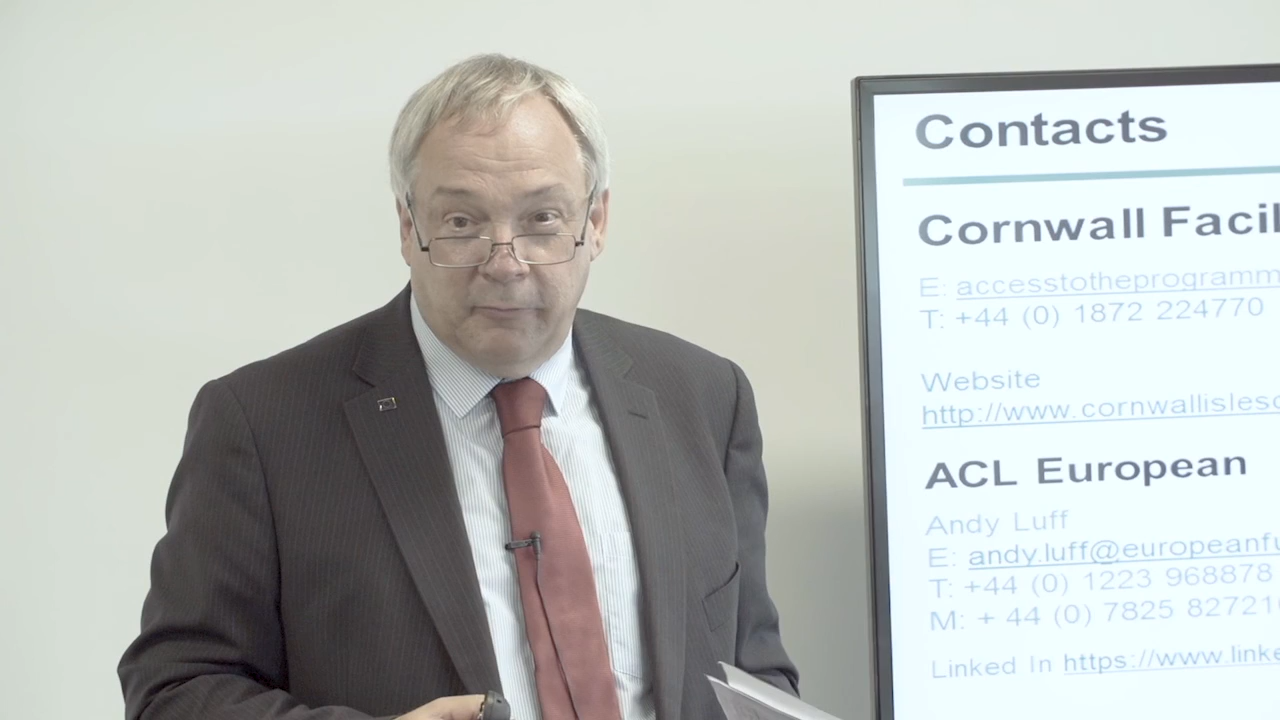 Contacts
Cornwall Facil
E: accesstotheprogramm
T: +44 (0) 1872 224770
Website
http://www.cornwallisles
ACL European
Andy Luff
E: andy.luff@europeanfu
T: +44 (0) 1223 968878
M: + 44 (0) 7825 82721
Linked In https://www.linke